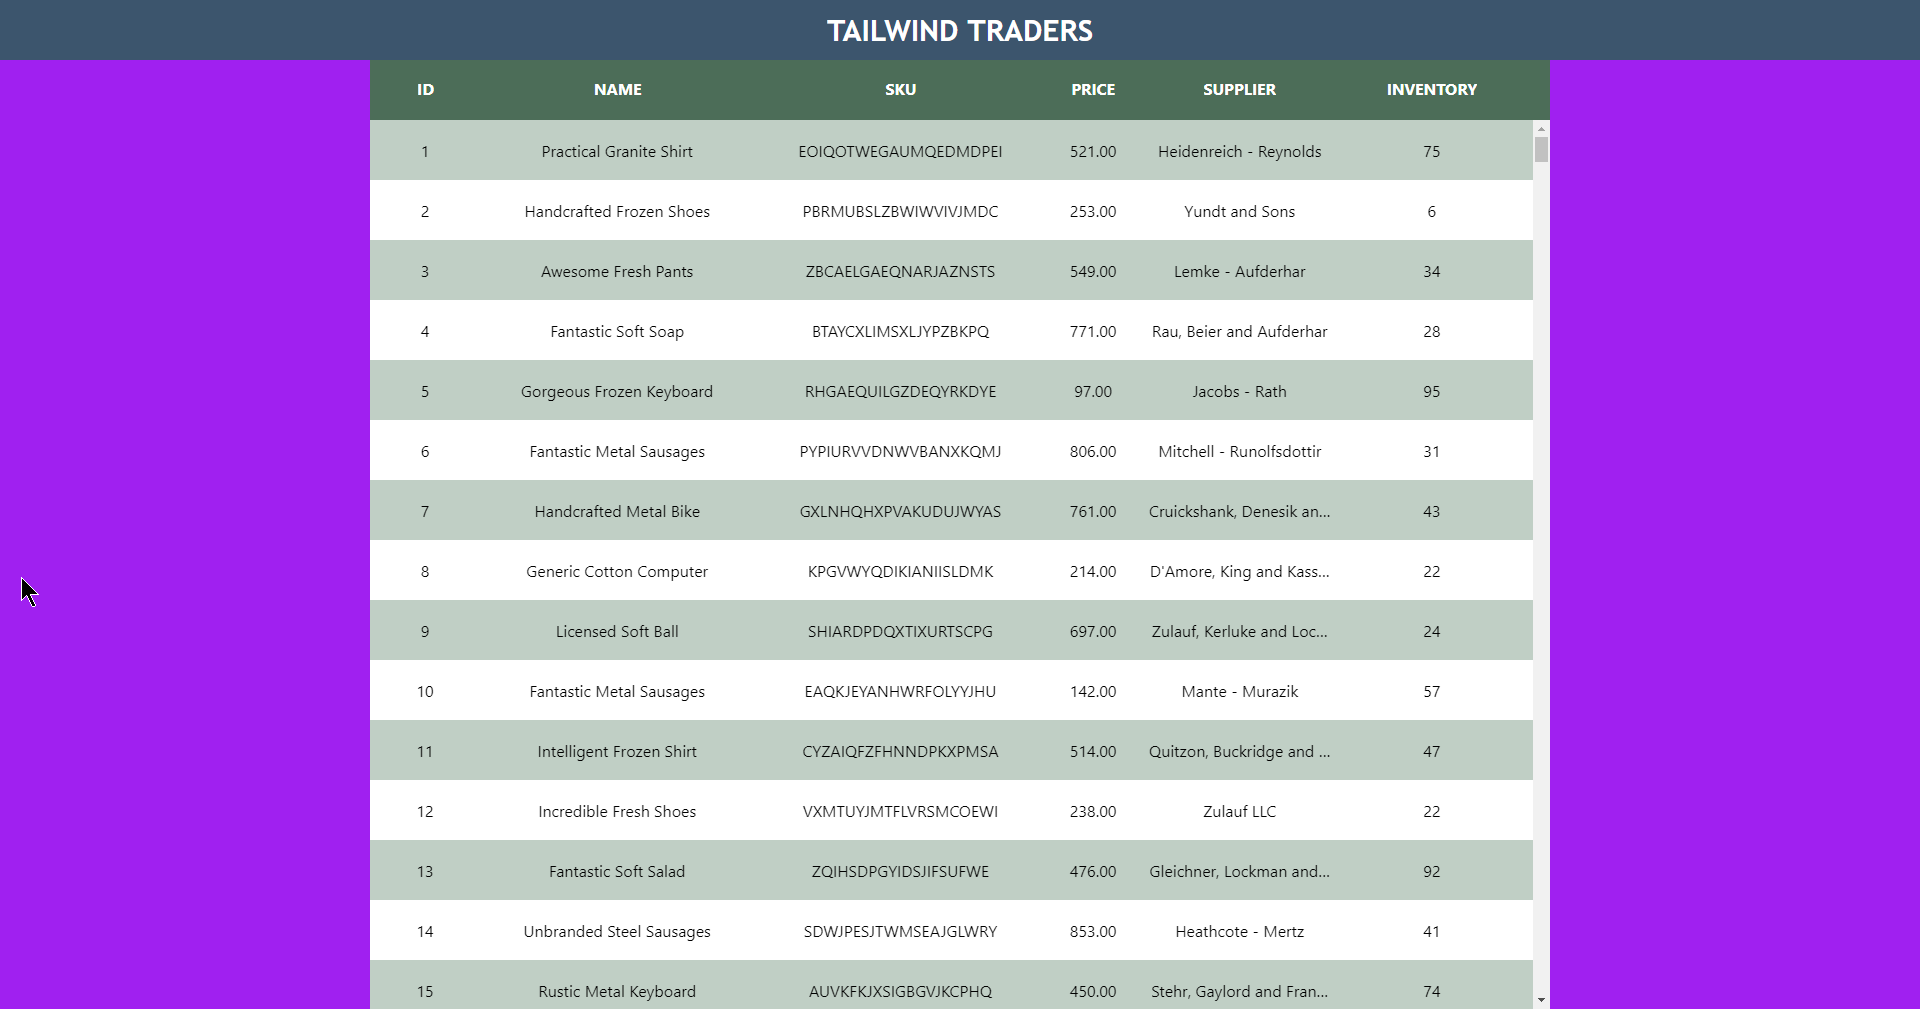 TAILWIND TRADERS
ID NAME SKU PRICE SUPPLIER INVENTORY
1 Practical Granite Shirt EOIQOTWEGAUMQEDMDPEI 521.00 Heidenreich - Reynolds 75
2 Handcrafted Frozen Shoes PBRMUBSLZBWIWVIVJMDC 253.00 Yundt and Sons 6
3 Awesome Fresh Pants ZBCAELGAEQNARJAZNSTS 549.00 Lemke - Aufderhar 34
4 Fantastic Soft Soap BTAYCXLIMSXLJYPZBKPQ 771.00 Rau, Beier and Aufderhar 28
5 Gorgeous Frozen Keyboard RHGAEQUILGZDEQYRKDYE 97.00 Jacobs - Rath 95
6 Fantastic Metal Sausages PYPIURVVDNWVBANXKQMJ 806.00 Mitchell - Runolfsdottir 31
7 Handcrafted Metal Bike GXLNHQHXPVAKUDUJWYAS 761.00 Cruickshank, Denesik an... 43
8 Generic Cotton Computer KPGVWYQDIKIANIISLDMK 214.00 D'Amore, King and Kass... 22
9 Licensed Soft Ball SHIARDPDQXTIXURTSCPG 697.00 Zulauf, Kerluke and Loc... 24
10 Fantastic Metal Sausages EAQKJEYANHWRFOLYYJHU 142.00 Mante - Murazik 57
11 Intelligent Frozen Shirt CYZAIQFZFHNNDPKXPMSA 514.00 Quitzon, Buckridge and ... 47
12 Incredible Fresh Shoes VXMTUYJMTFLVRSMCOEWI 238.00 Zulauf LLC 22
13 Fantastic Soft Salad ZQIHSDPGYIDSJIFSUFWE 476.00 Gleichner, Lockman and... 92
14 Unbranded Steel Sausages SDWJPESJTWMSEAJGLWRY 853.00 Heathcote - Mertz 41
15 Rustic Metal Keyboard AUVKFKJXSIGBGVJKCPHQ 450.00 Stehr, Gaylord and Fran... 74